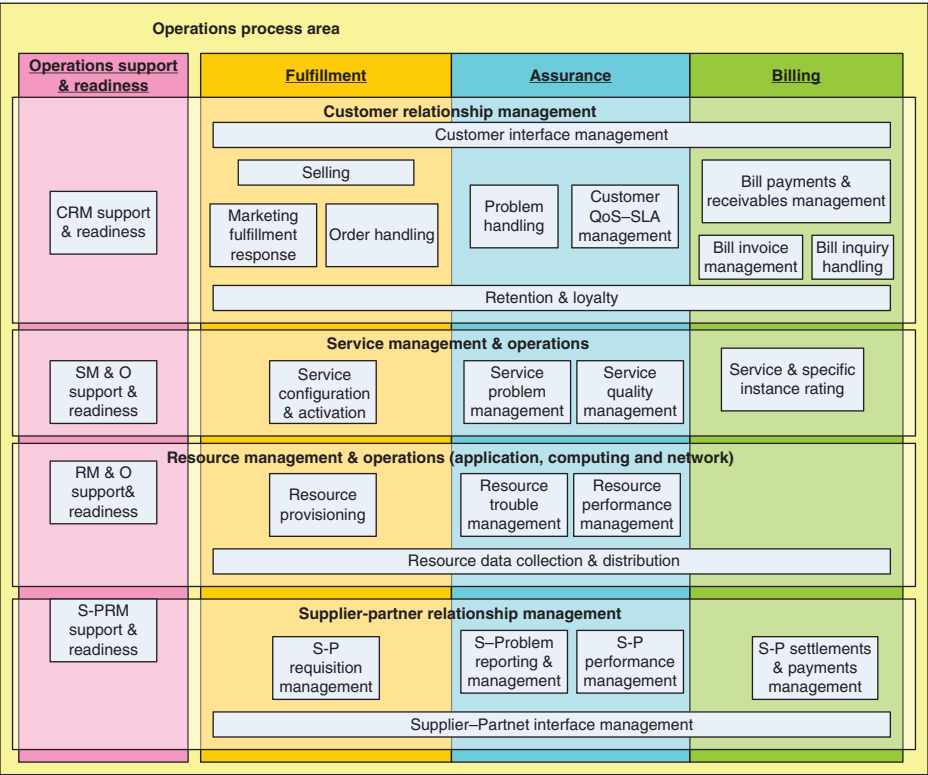 Operations process area
Operations support
& readiness
Fulfillment
Assurance
Billing
Customer relationship management
Customer interface management
CRM support
& readiness
Selling
Marketing
fulfillment
response
Order handling
Problem
handling
Customer
QoS–SLA
management
Bill payments &
receivables management
Bill invoice
management
Bill inquiry
handling
Retention & loyalty
Service management & operations
SM & O
support &
readiness
Service
configuration
& activation
Service
problem
management
Service
quality
management
Service & specific
instance rating
Resource management & operations (application, computing and network)
RM & O
support&
readiness
Resource
provisioning
Resource
trouble
management
Resource
performance
management
Resource data collection & distribution
Supplier-partner relationship management
S-PRM
support &
readiness
S-P
requisition
management
S–Problem
reporting &
management
S-P
performance
management
S-P settlements
& payments
management
Supplier–Partnet interface management